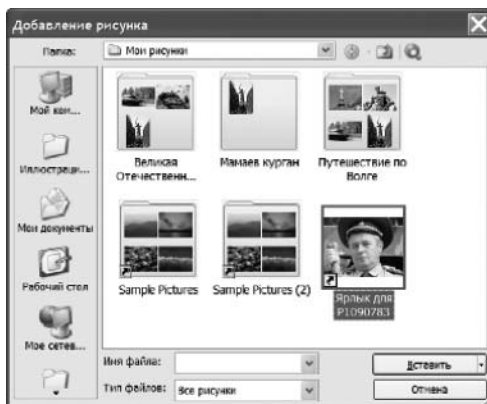 Добавление рисунка
Папка:
Мои рисунки
Мой ком...
Иллюстраци...
Мои документы
Рабочий стол
Мое сетев...
Великая
Отечественн...
Мамаев курган
Путешествие по
Волге
Sample Pictures
Sample Pictures (2)
Ярлык для
P1090783
Имя файла:
Вставить
Тип файлов:
Все рисунки
Отмена